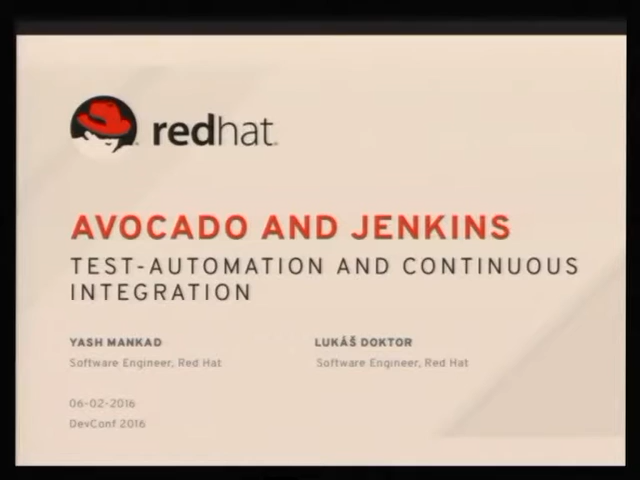 redhat.
AVOCADO AND JENKINS
TEST-AUTOMATION AND CONTINUOUS
INTEGRATION
YASH MANKAD LUKÁŠ DOKTOR
Software Engineer, Red Hat Software Engineer, Red Hat
06-02-2016
DevConf 2016